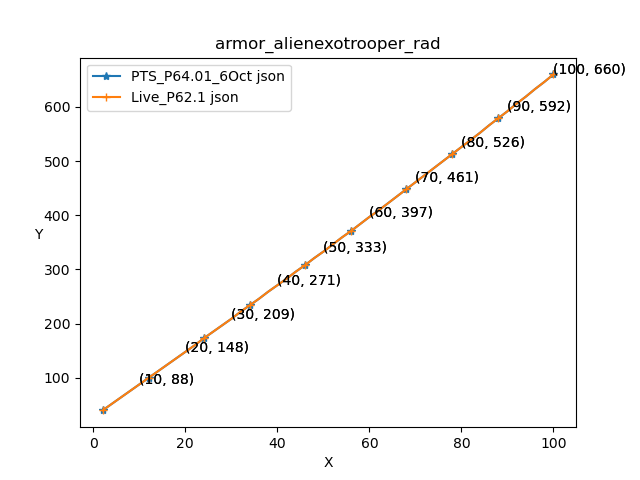 armor_alienexotrooper_rad
PTS_P64.01_6Oct json
Live_P62.1 json
(100, 660)
(90, 592)
(80, 526)
(70, 461)
(60, 397)
(50, 333)
(40, 271)
(30, 209)
(20, 148)
(10, 88)
600
500
400
300
200
100
Y
0 20 40 60 80 100
X